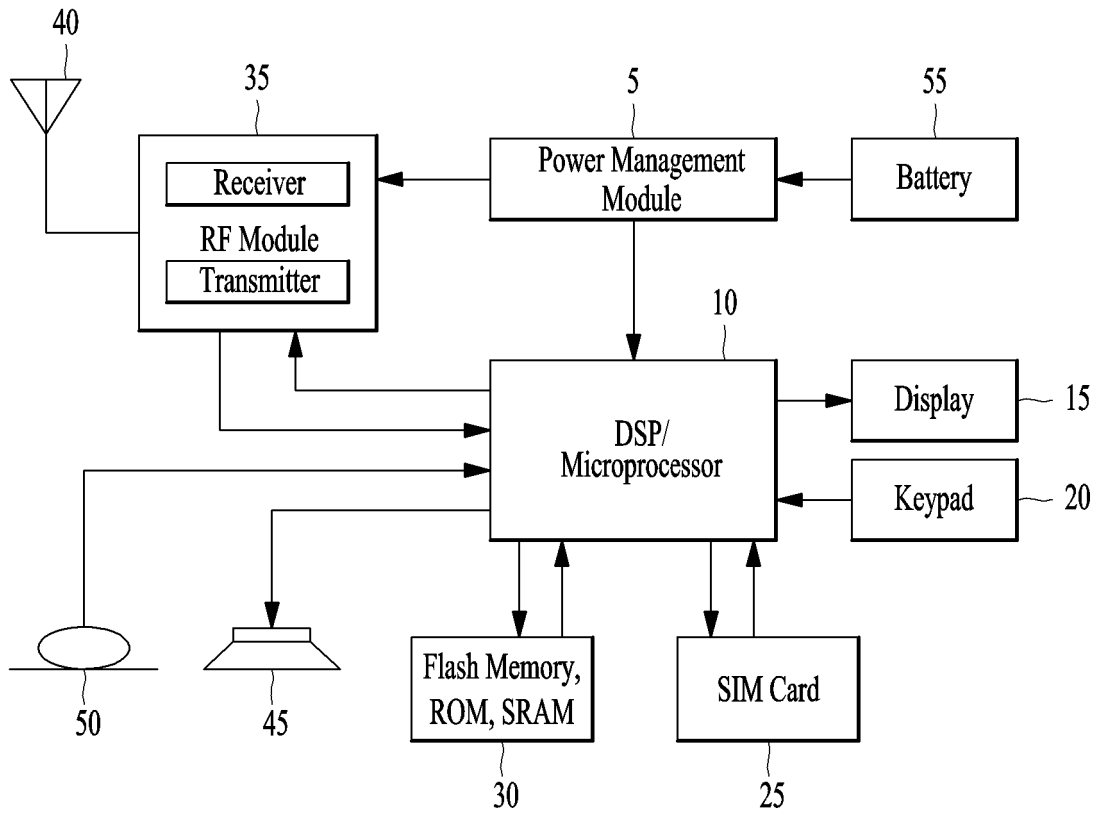 40
35
5
55
Receiver
RF Module
Transmitter
Power Management
Module
Battery
10
DSP/
Microprocessor
Display
15
Keypad
20
50
45
Flash Memory,
ROM, SRAM
30
SIM Card
25